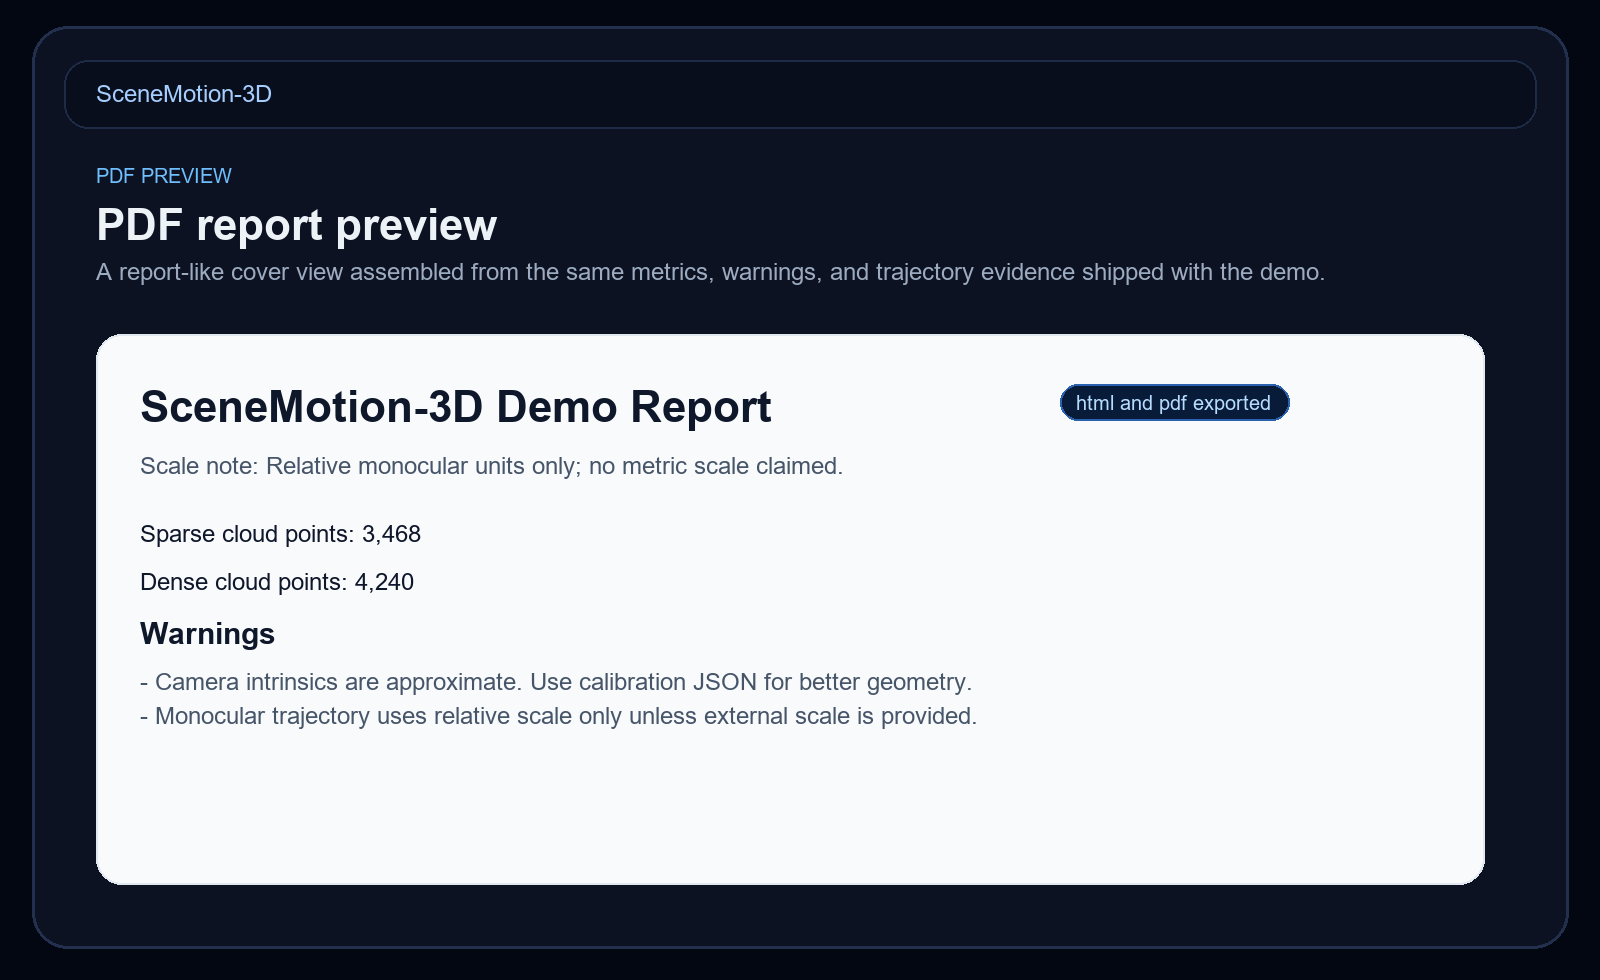 SceneMotion-3D
PDF PREVIEW
PDF report preview
A report-like cover view assembled from the same metrics, warnings, and trajectory evidence shipped with the demo.
SceneMotion-3D Demo Report
html and pdf exported
Scale note: Relative monocular units only; no metric scale claimed.
Sparse cloud points: 3,468
Dense cloud points: 4,240
Warnings
- Camera intrinsics are approximate. Use calibration JSON for better geometry.
- Monocular trajectory uses relative scale only unless external scale is provided.